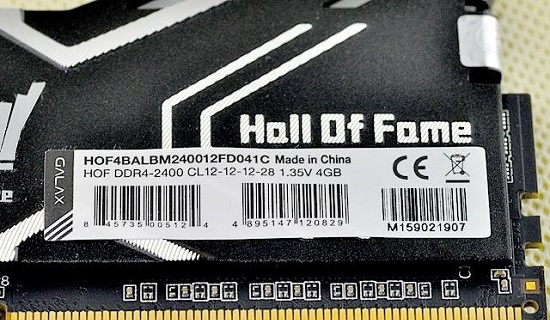 Hall Of Fame
GALAX
HOF4BALBM240012FD041C Made in China
HOF DDR4-2400 CL12-12-12-28 1.35V 4GB
8 45735 00512 4
4 895147 120829
M159021907